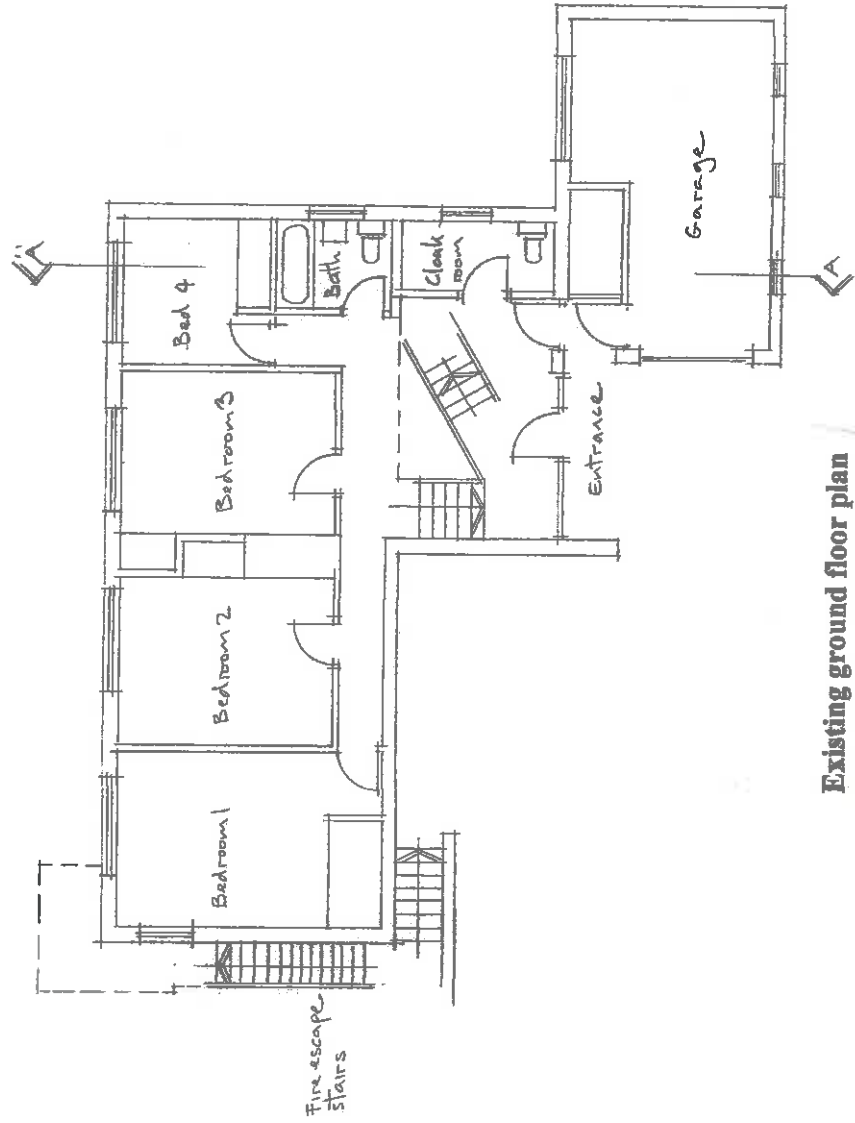 Fire escape
stairs
Bedroom 1
Bedroom 2
Bedroom 3
Bed 4
Bath
Cloak
room
Entrance
Garage
A
A
Existing ground floor plan